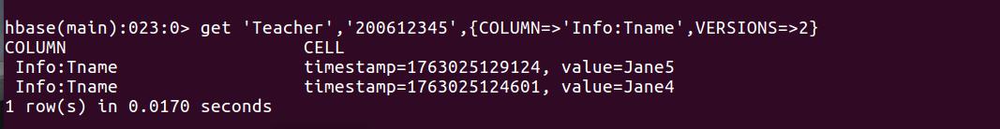 hbase(main):023:0> get 'Teacher','200612345',{COLUMN=>'Info:Tname',VERSIONS=>2}
COLUMN                          CELL
 Info:Tname                     timestamp=1763025129124, value=Jane5
 Info:Tname                     timestamp=1763025124601, value=Jane4
1 row(s) in 0.0170 seconds